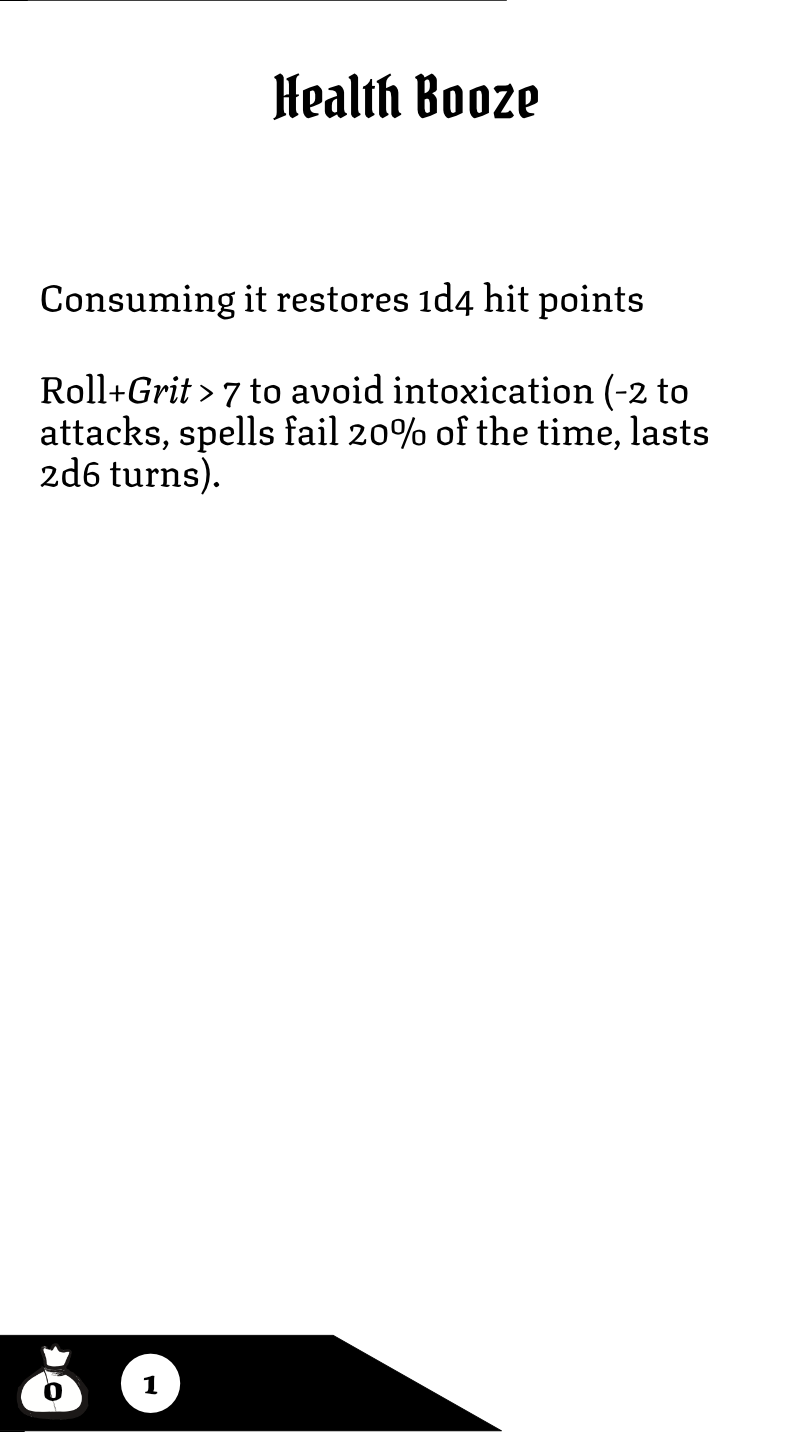 Health Booze
Consuming it restores 1d4 hit points
Roll+Grit > 7 to avoid intoxication (-2 to
attacks, spells fail 20% of the time, lasts
2d6 turns).
0 1